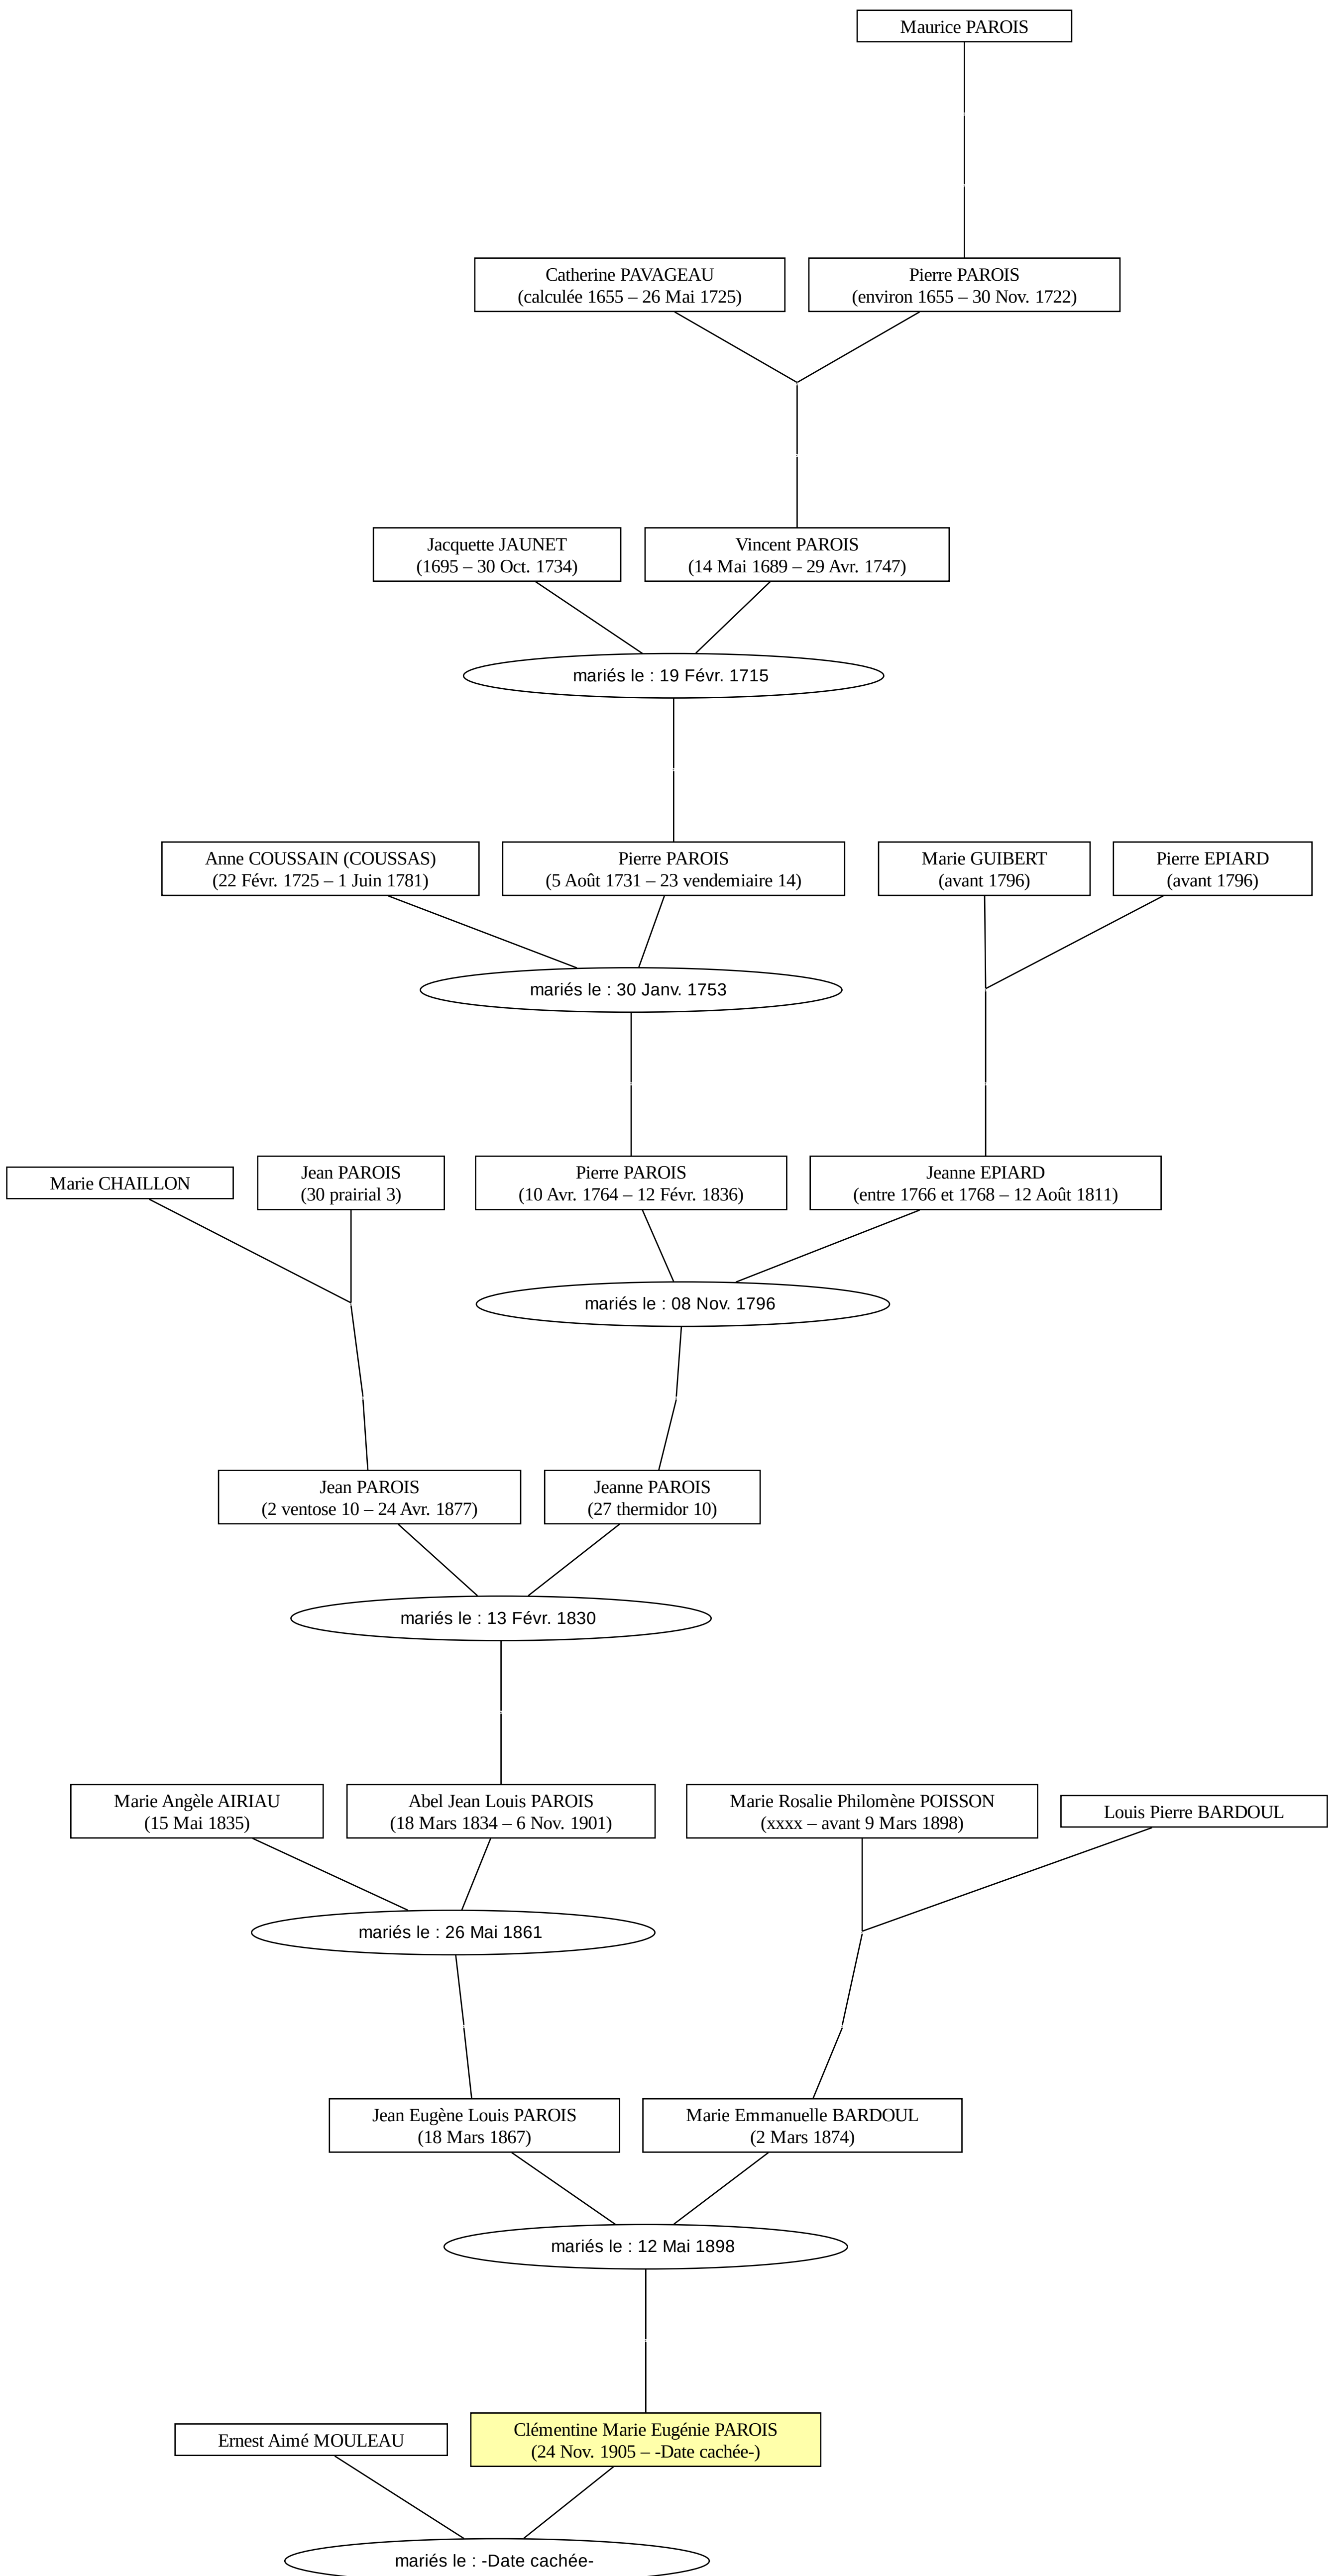 Maurice PAROIS
Catherine PAVAGEAU
(calculée 1655 – 26 Mai 1725)
Pierre PAROIS
(environ 1655 – 30 Nov. 1722)
Jacquette JAUNET
(1695 – 30 Oct. 1734)
Vincent PAROIS
(14 Mai 1689 – 29 Avr. 1747)
mariés le : 19 Févr. 1715
Anne COUSSAIN (COUSSAS)
(22 Févr. 1725 – 1 Juin 1781)
Pierre PAROIS
(5 Août 1731 – 23 vendemiaire 14)
Marie GUIBERT
(avant 1796)
Pierre EPIARD
(avant 1796)
mariés le : 30 Janv. 1753
Marie CHAILLON
Jean PAROIS
(30 prairial 3)
Pierre PAROIS
(10 Avr. 1764 – 12 Févr. 1836)
Jeanne EPIARD
(entre 1766 et 1768 – 12 Août 1811)
mariés le : 08 Nov. 1796
Jean PAROIS
(2 ventose 10 – 24 Avr. 1877)
Jeanne PAROIS
(27 thermidor 10)
mariés le : 13 Févr. 1830
Marie Angèle AIRIAU
(15 Mai 1835)
Abel Jean Louis PAROIS
(18 Mars 1834 – 6 Nov. 1901)
Marie Rosalie Philomène POISSON
(xxxx – avant 9 Mars 1898)
Louis Pierre BARDOUL
mariés le : 26 Mai 1861
Jean Eugène Louis PAROIS
(18 Mars 1867)
Marie Emmanuelle BARDOUL
(2 Mars 1874)
mariés le : 12 Mai 1898
Ernest Aimé MOULEAU
Clémentine Marie Eugénie PAROIS
(24 Nov. 1905 – -Date cachée-)
mariés le : -Date cachée-